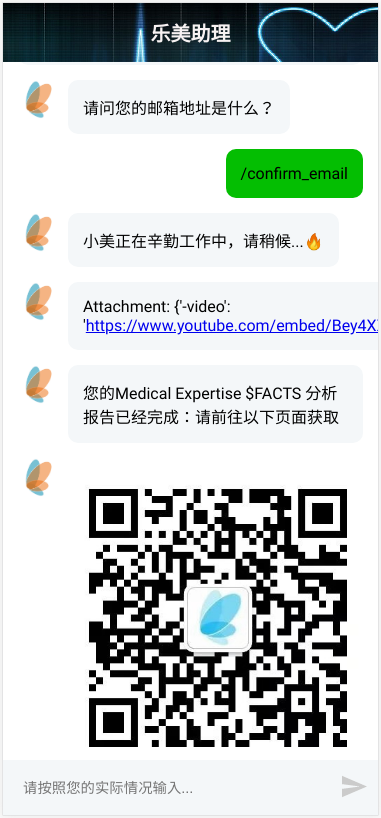 乐美助理
请问您的邮箱地址是什么？
/confirm_email
小美正在辛勤工作中，请稍候...🔥
Attachment: {'-video':
'https://www.youtube.com/embed/Bey4X
您的Medical Expertise $FACTS 分析
报告已经完成：请前往以下页面获取
请按照您的实际情况输入...